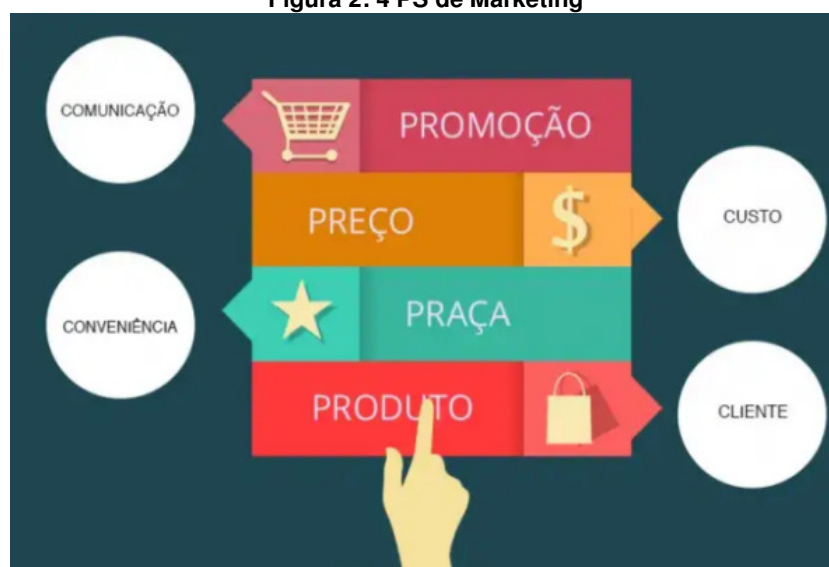 Figura 2: 4 PS de Marketing
COMUNICAÇÃO
PROMOÇÃO
PREÇO
CUSTO
CONVENIÊNCIA
PRAÇA
PRODUTO
CLIENTE